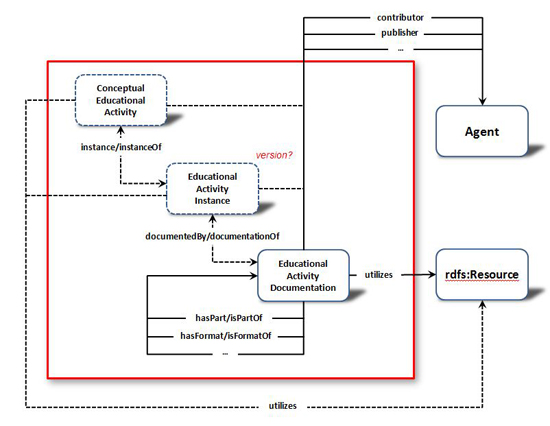 contributor
publisher
...
Conceptual
Educational
Activity
Agent
instance/instanceOf
version?
Educational
Activity
Instance
documentedBy/documentationOf
Educational
Activity
Documentation
utilizes
rdfs:Resource
hasPart/isPartOf
hasFormat/isFormatOf
...
utilizes